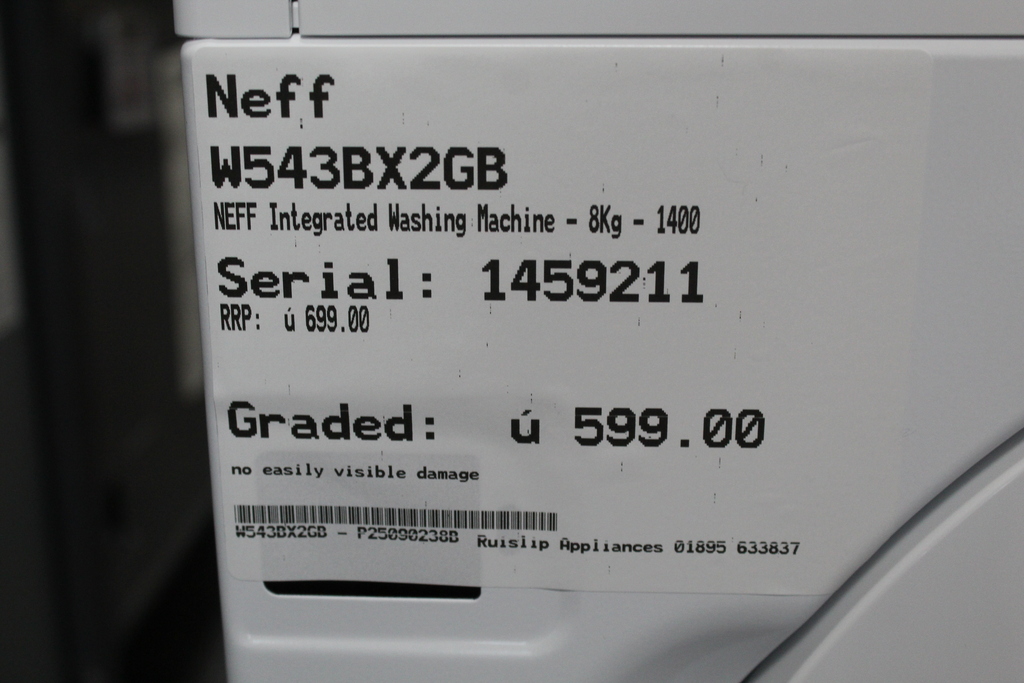 Neff
W543BX2GB
NEFF Integrated Washing Machine - 8Kg - 1400
Serial: 1459211
RRP: ú 699.00
Graded: ú 599.00
no easily visible damage
W543BX2GB - P25090238B Ruislip Appliances 01895 633837